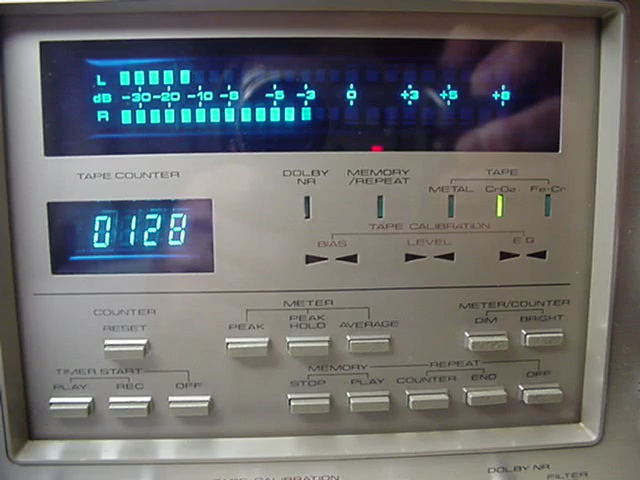 L
dB -30 -20 -10 -8 -5 -3 0 +3 +5 +8
R
TAPE COUNTER
0128
DOLBY NR
MEMORY /REPEAT
TAPE
METAL CrO2 Fe-Cr
TAPE CALIBRATION
BIAS LEVEL EQ
COUNTER
RESET
METER
PEAK PEAK HOLD AVERAGE
METER/COUNTER
DIM BRIGHT
TIMER START
PLAY REC OFF
MEMORY REPEAT
STOP PLAY COUNTER END OFF
TAPE CALIBRATION
DOLBY NR
FILTER